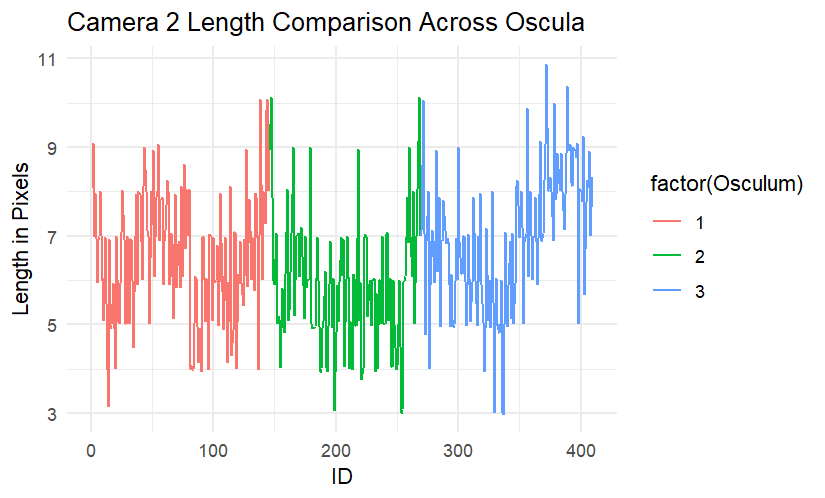 Camera 2 Length Comparison Across Oscula
Length in Pixels
11
9
7
5
3
0 100 200 300 400
ID
factor(Osculum)
1
2
3